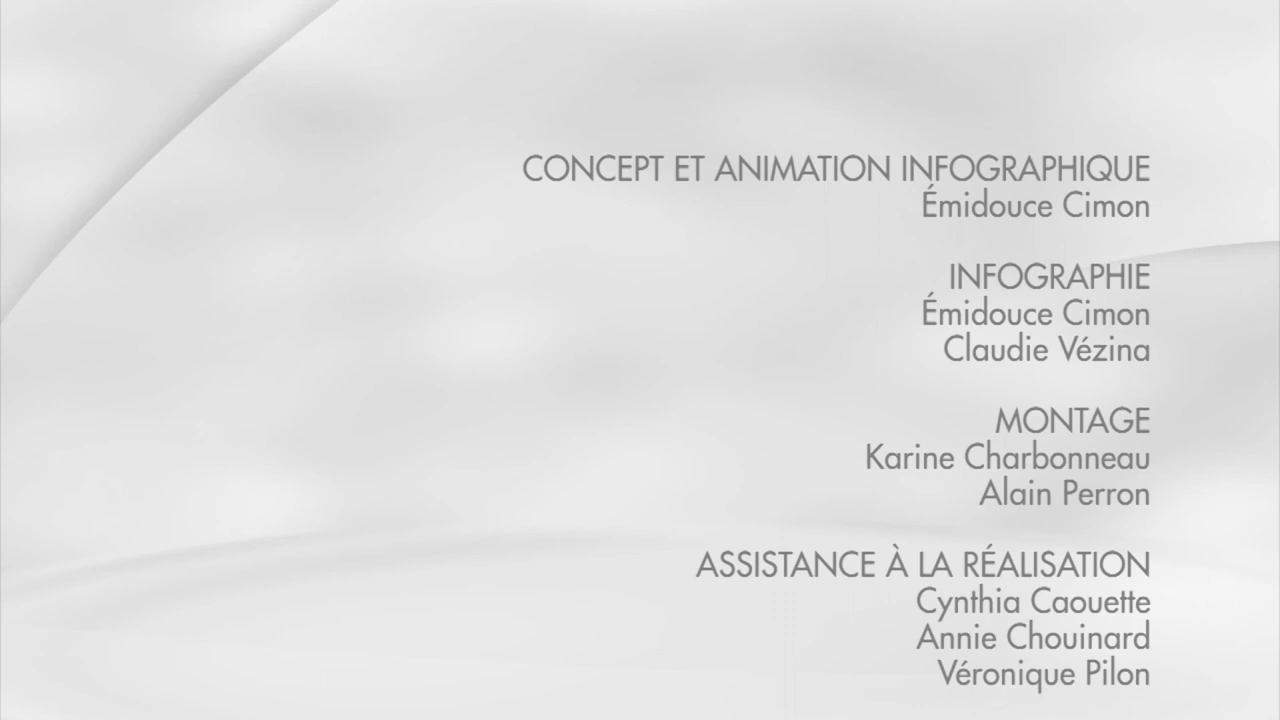 CONCEPT ET ANIMATION INFOGRAPHIQUE
Émidouce Cimon
INFOGRAPHIE
Émidouce Cimon
Claudie Vézina
MONTAGE
Karine Charbonneau
Alain Perron
ASSISTANCE À LA RÉALISATION
Cynthia Caouette
Annie Chouinard
Véronique Pilon